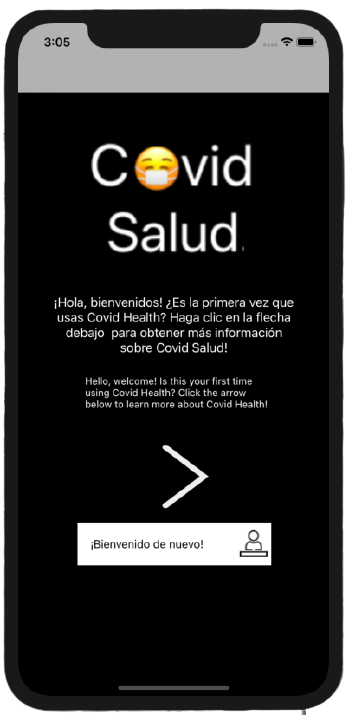 3:05
C😷vid
Salud.
¡Hola, bienvenidos! ¿Es la primera vez que
usas Covid Health? Haga clic en la flecha
debajo para obtener más información
sobre Covid Salud!
Hello, welcome! Is this your first time
using Covid Health? Click the arrow
below to learn more about Covid Health!
¡Bienvenido de nuevo!